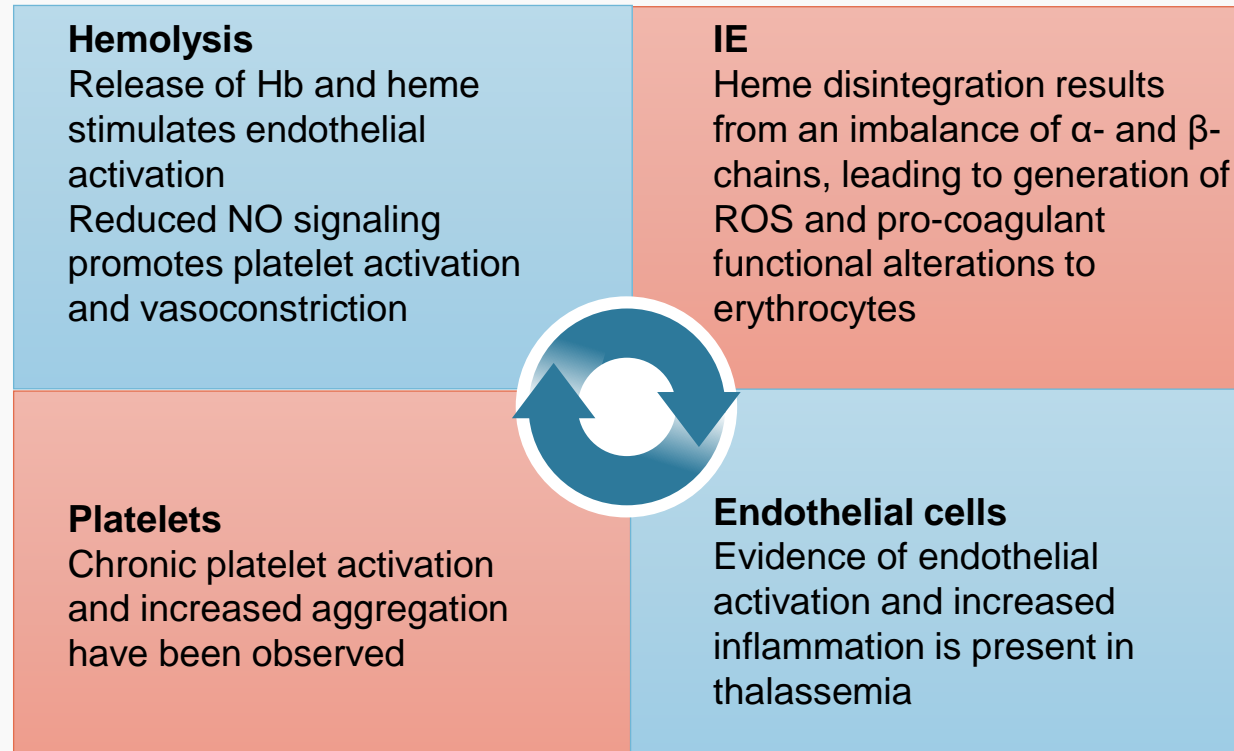 Hemolysis
Release of Hb and heme
stimulates endothelial
activation
Reduced NO signaling
promotes platelet activation
and vasoconstriction
IE
Heme disintegration results
from an imbalance of α- and β-
chains, leading to generation of
ROS and pro-coagulant
functional alterations to
erythrocytes
Platelets
Chronic platelet activation
and increased aggregation
have been observed
Endothelial cells
Evidence of endothelial
activation and increased
inflammation is present in
thalassemia